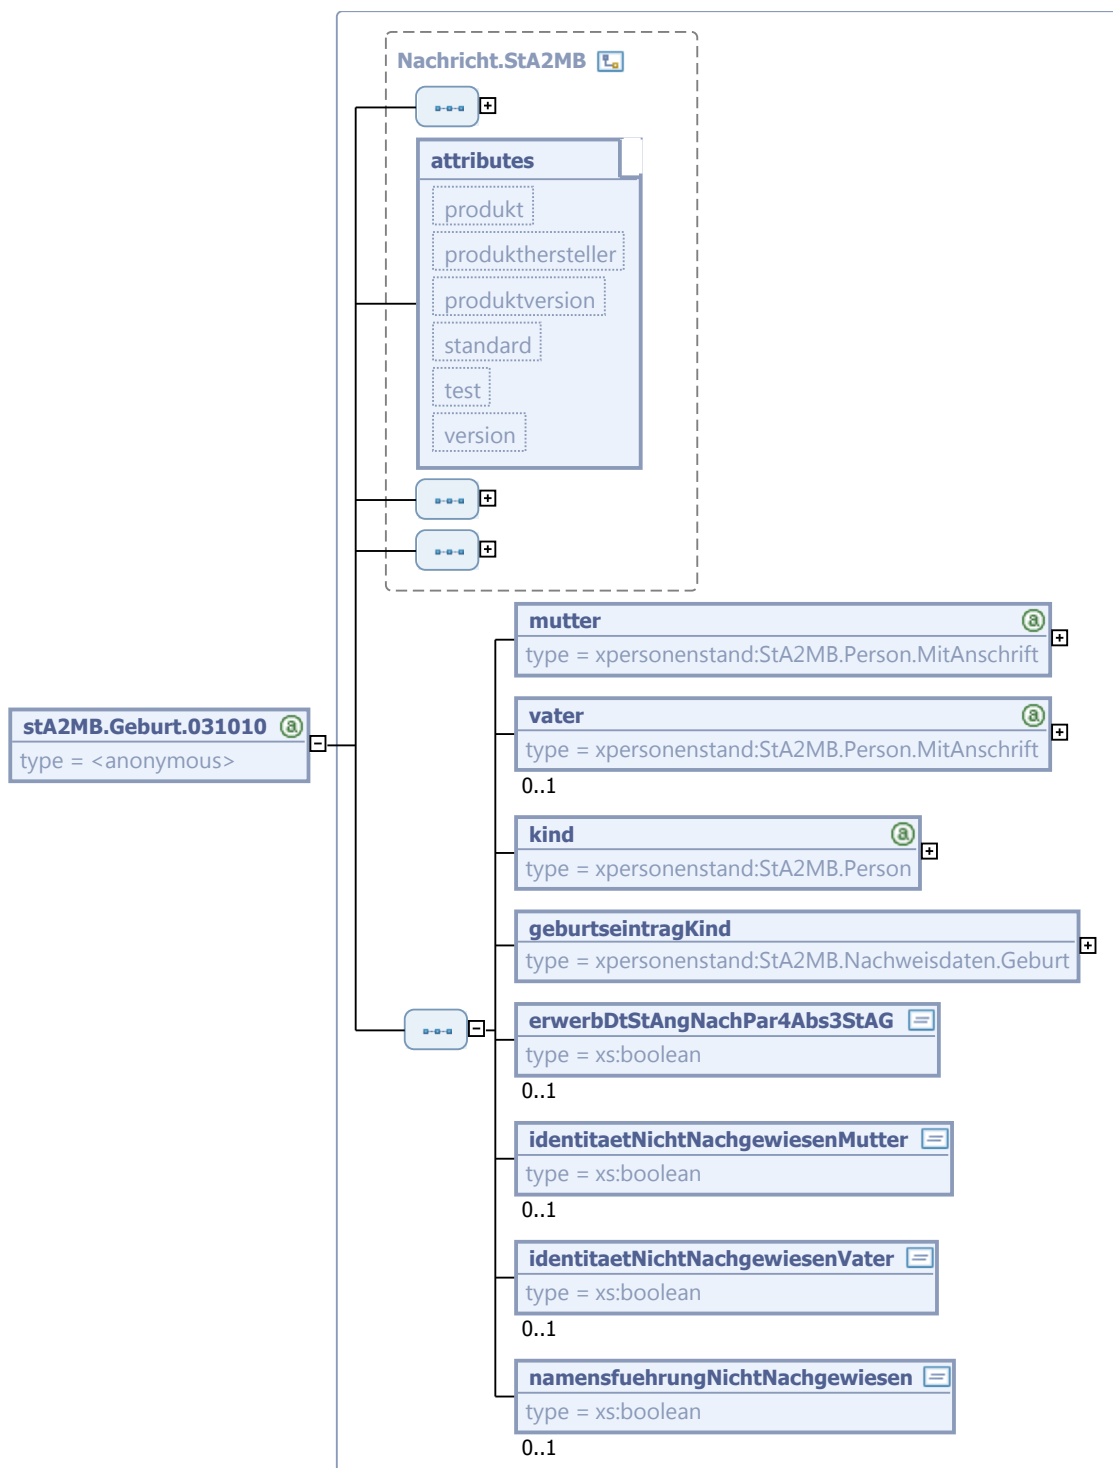 Nachricht.StA2MB
attributes
produkt
produkthersteller
produktversion
standard
test
version
mutter
type = xpersonenstand:StA2MB.Person.MitAnschrift
vater
type = xpersonenstand:StA2MB.Person.MitAnschrift
0..1
stA2MB.Geburt.031010
type = <anonymous>
kind
type = xpersonenstand:StA2MB.Person
geburtseintragKind
type = xpersonenstand:StA2MB.Nachweisdaten.Geburt
erwerbDtStAngNachPar4Abs3StAG
type = xs:boolean
0..1
identitaetNichtNachgewiesenMutter
type = xs:boolean
0..1
identitaetNichtNachgewiesenVater
type = xs:boolean
0..1
namensfuehrungNichtNachgewiesen
type = xs:boolean
0..1